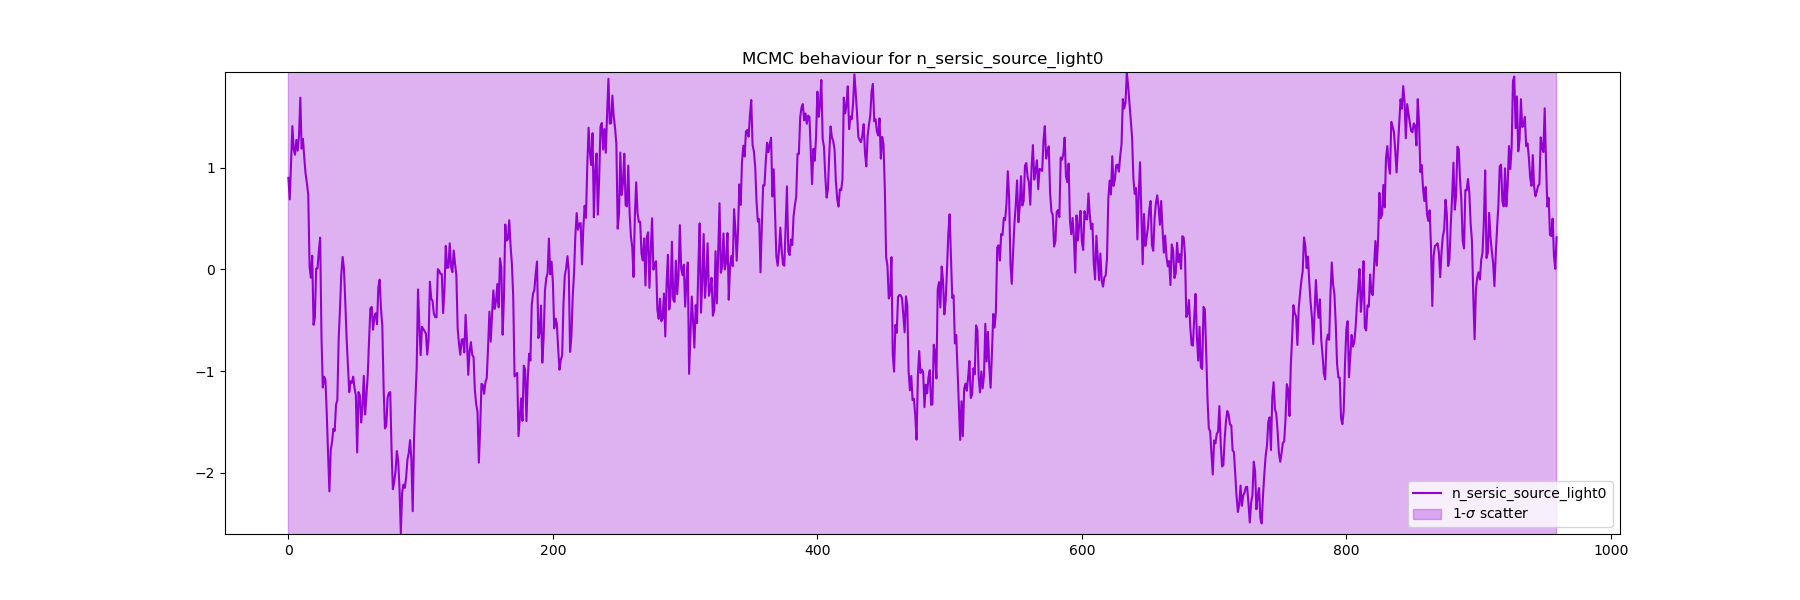 MCMC behaviour for n_sersic_source_light0
1
0
−1
−2
n_sersic_source_light0
1-σ scatter
0 200 400 600 800 1000